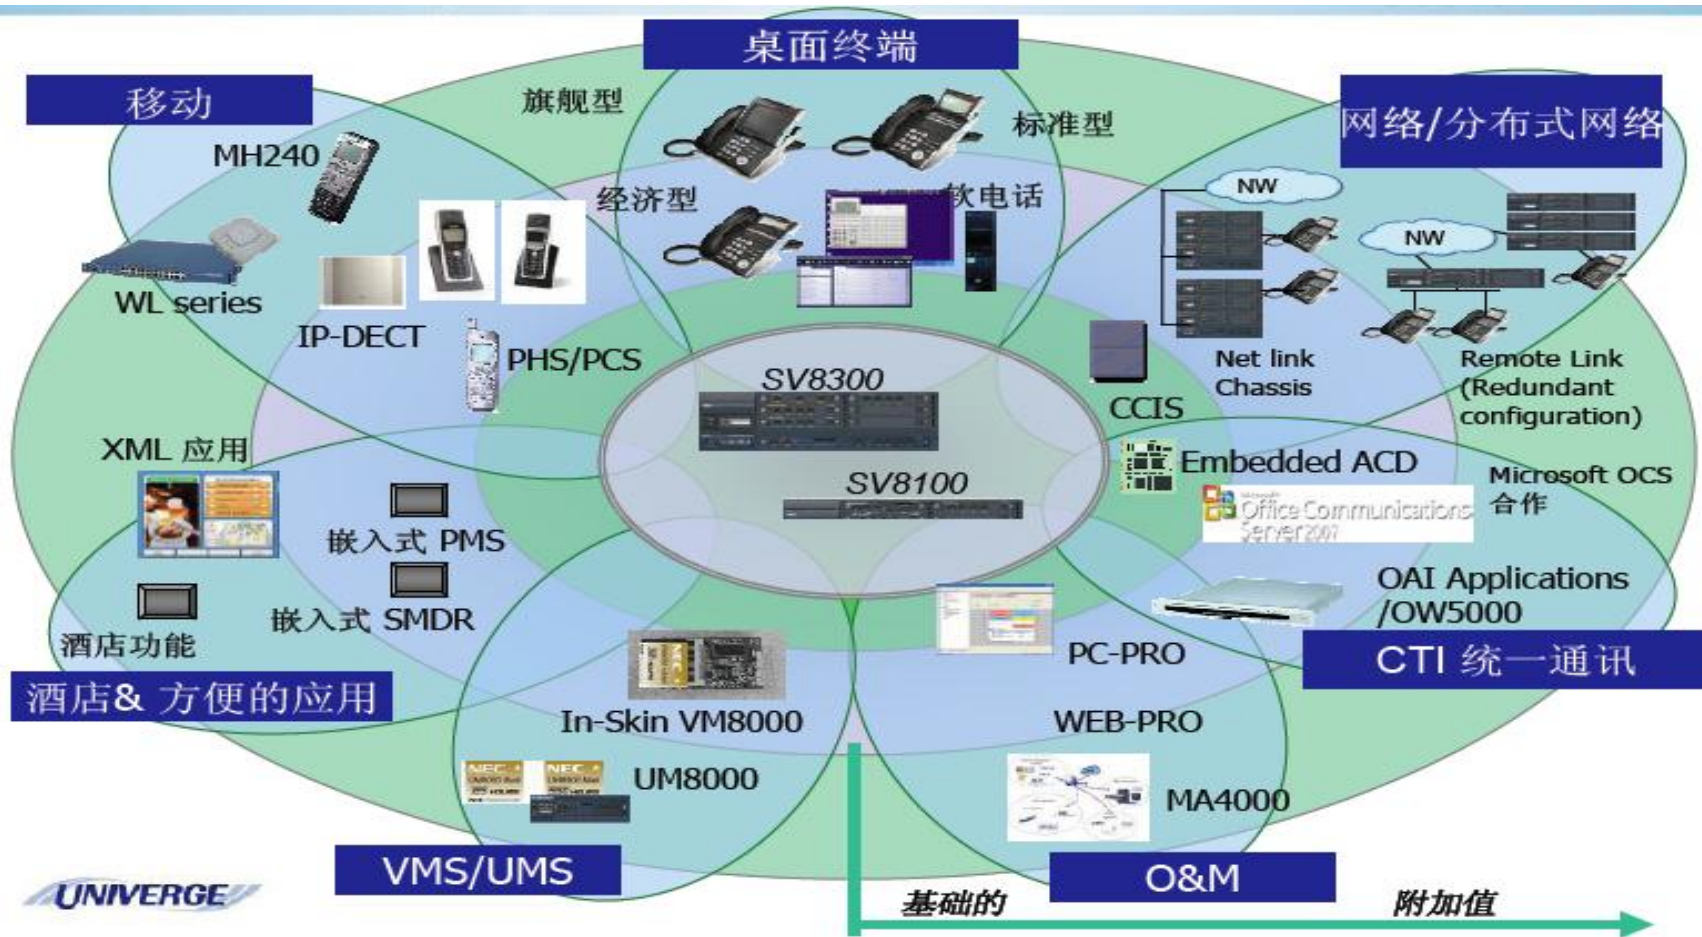 桌面终端
移动
旗舰型
标准型
网络/分布式网络
MH240
经济型
软电话
NW
NW
WL series
IP-DECT
PHS/PCS
Net link
Chassis
Remote Link
(Redundant
configuration)
SV8300
CCIS
XML 应用
Embedded ACD
Microsoft OCS
合作
SV8100
Microsoft
Office Communications
Server 2007
嵌入式 PMS
OAI Applications
/OW5000
嵌入式 SMDR
酒店功能
PC-PRO
CTI 统一通讯
酒店& 方便的应用
NEC
In-Skin VM8000
WEB-PRO
NEC
NEC
UM8000
MA4000
VMS/UMS
O&M
UNIVERGE
基础的
附加值